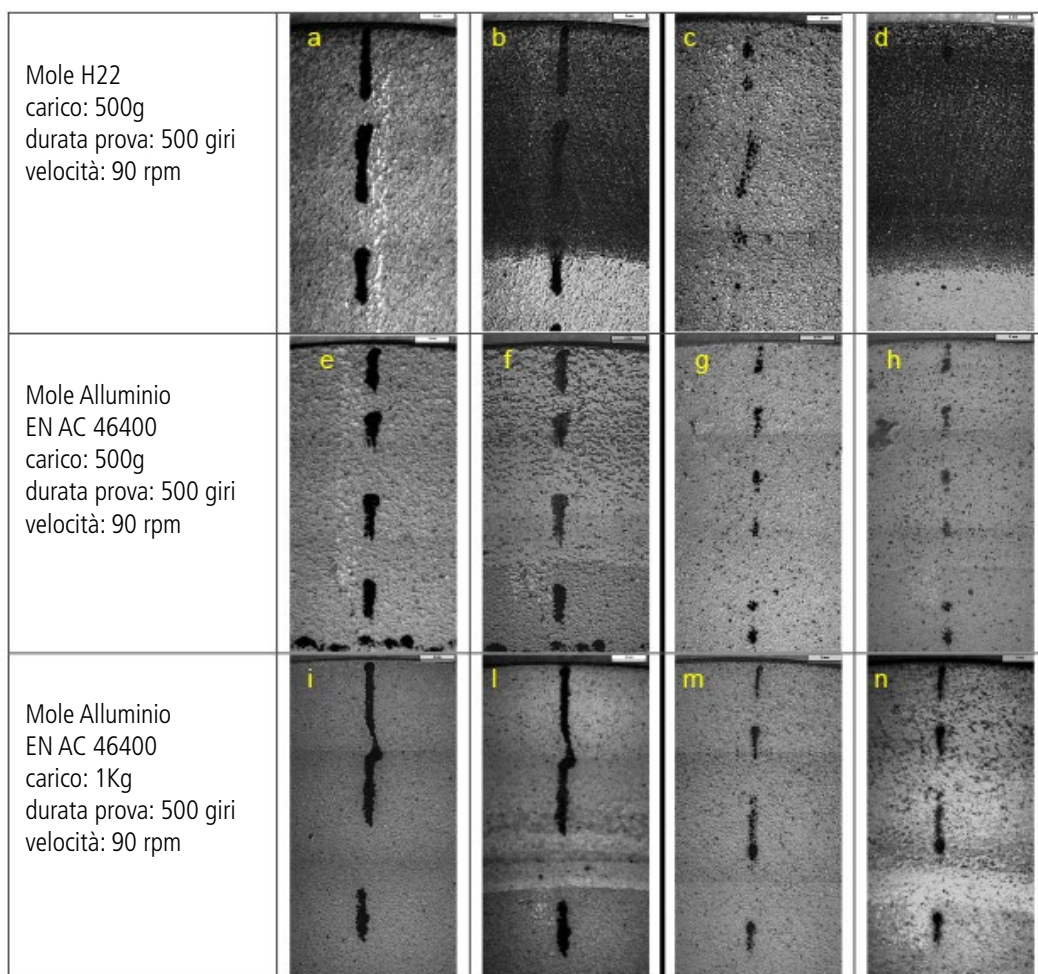 Mole H22
carico: 500g
durata prova: 500 giri
velocità: 90 rpm
a
b
c
d
Mole Alluminio
EN AC 46400
carico: 500g
durata prova: 500 giri
velocità: 90 rpm
e
f
g
h
Mole Alluminio
EN AC 46400
carico: 1Kg
durata prova: 500 giri
velocità: 90 rpm
i
l
m
n